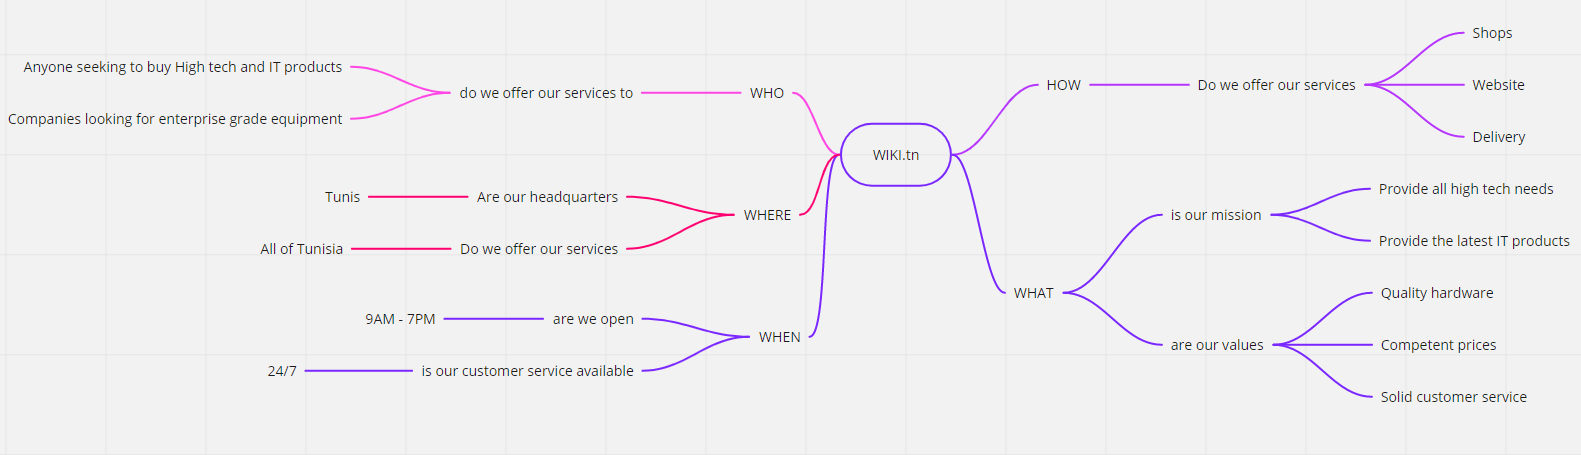 WIKI.tn
WHO
do we offer our services to
Anyone seeking to buy High tech and IT products
Companies looking for enterprise grade equipment
WHERE
Are our headquarters
Tunis
Do we offer our services
All of Tunisia
WHEN
are we open
9AM - 7PM
is our customer service available
24/7
HOW
Do we offer our services
Shops
Website
Delivery
WHAT
is our mission
Provide all high tech needs
Provide the latest IT products
are our values
Quality hardware
Competent prices
Solid customer service